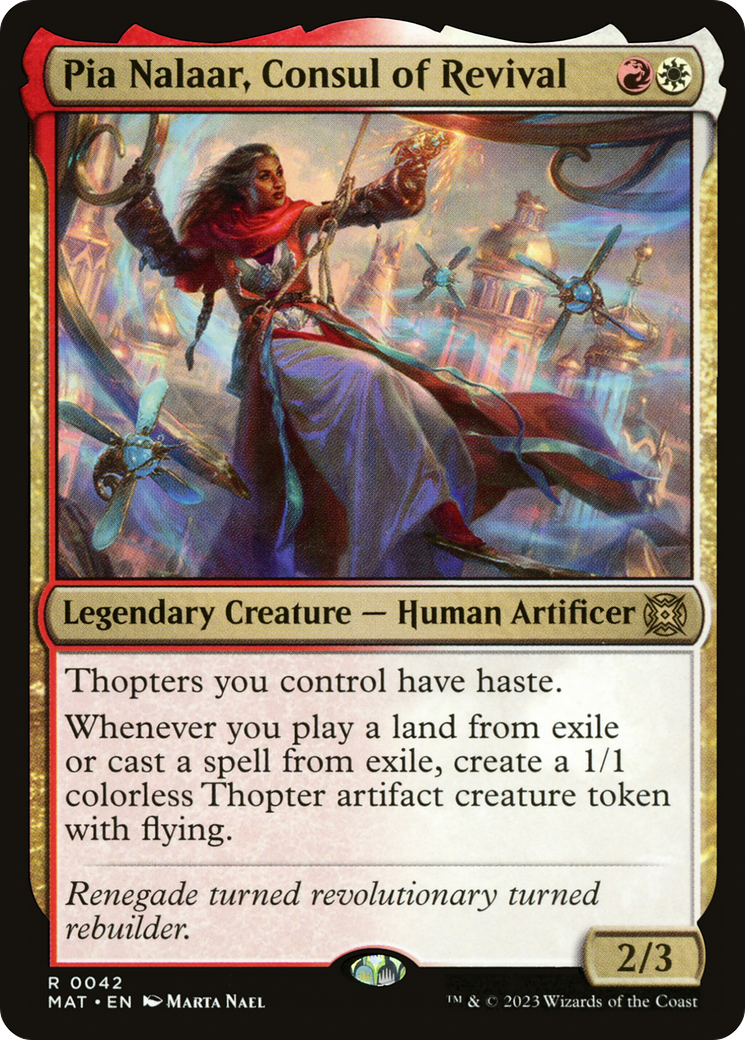 Pia Nalaar, Consul of Revival
Legendary Creature — Human Artificer
Thopters you control have haste.
Whenever you play a land from exile
or cast a spell from exile, create a 1/1
colorless Thopter artifact creature token
with flying.
Renegade turned revolutionary turned
rebuilder.
2/3
R 0042
MAT • EN Marta Nael
™ & © 2023 Wizards of the Coast